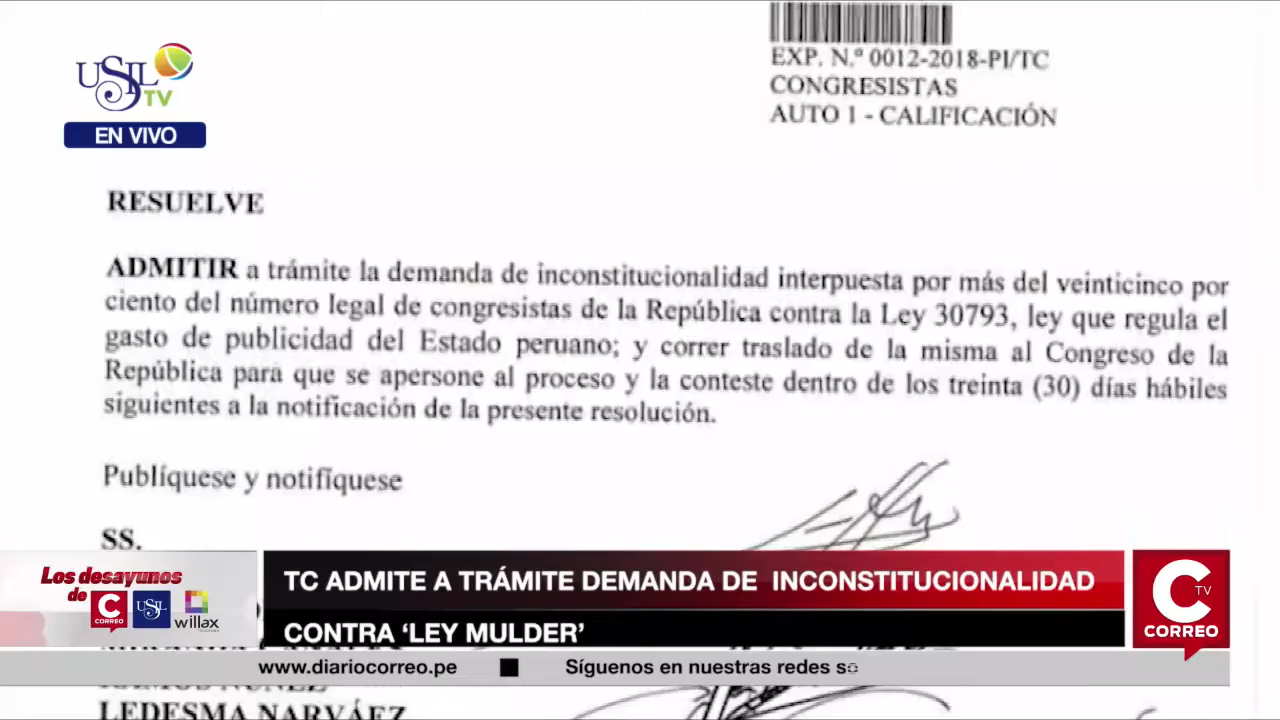 EXP. N.º 0012-2018-PI/TC
CONGRESISTAS
AUTO 1 - CALIFICACIÓN
USIL
TV
EN VIVO
RESUELVE
ADMITIR a trámite la demanda de inconstitucionalidad interpuesta por más del veinticinco por
ciento del número legal de congresistas de la República contra la Ley 30793, ley que regula el
gasto de publicidad del Estado peruano; y correr traslado de la misma al Congreso de la
República para que se apersone al proceso y la conteste dentro de los treinta (30) días hábiles
siguientes a la notificación de la presente resolución.
Publíquese y notifíquese
SS.
Los desayunos
de
C
CORREO
USIL
willax
TELEVISIÓN
TC ADMITE A TRÁMITE DEMANDA DE INCONSTITUCIONALIDAD
CONTRA ‘LEY MULDER’
C
TV
CORREO
www.diariocorreo.pe
Síguenos en nuestras redes so
RAMOS NÚÑEZ
LEDESMA NARVÁEZ